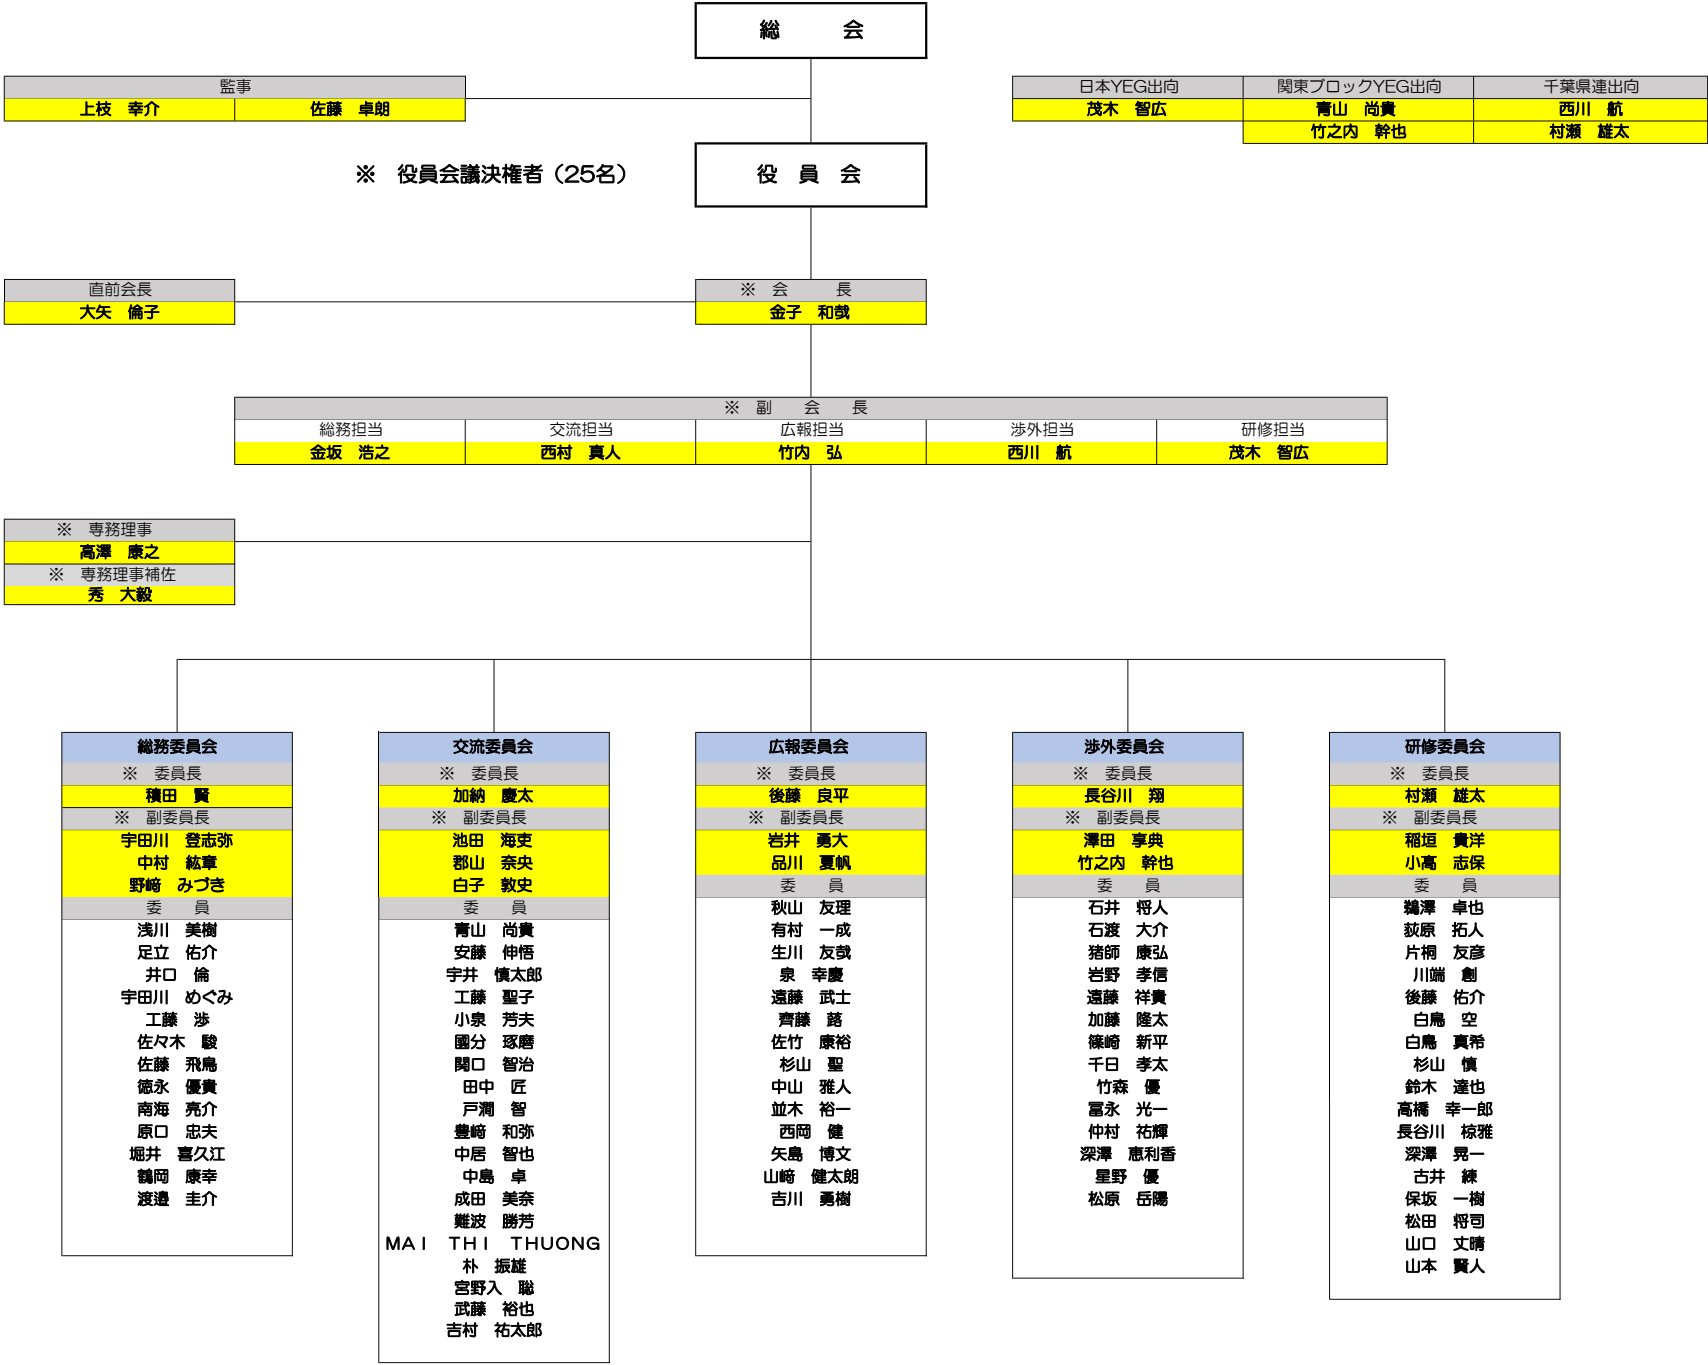 総　会
監事
上枝　幸介　佐藤　卓朗
日本YEG出向　関東ブロックYEG出向　千葉県連出向
茂木　智広　青山　尚貴　西川　航
竹之内　幹也　村瀬　雄太
※　役員会議決権者（25名）
役　員　会
直前会長
大矢　倫子
※　会　長
金子　和哉
※　副　会　長
総務担当　交流担当　広報担当　渉外担当　研修担当
金坂　浩之　西村　真人　竹内　弘　西川　航　茂木　智広
※　専務理事
高澤　康之
※　専務理事補佐
秀　大毅
総務委員会
※　委員長
積田　賢
※　副委員長
宇田川　登志弥
中村　紘章
野﨑　みづき
委　員
浅川　美樹
足立　佑介
井口　倫
宇田川　めぐみ
工藤　渉
佐々木　駿
佐藤　飛鳥
徳永　優貴
南海　亮介
原口　忠夫
堀井　喜久江
鶴岡　康幸
渡邉　圭介
交流委員会
※　委員長
加納　慶太
※　副委員長
池田　海吏
郡山　奈央
白子　敦史
委　員
青山　尚貴
安藤　伸悟
宇井　慎太郎
工藤　聖子
小泉　芳夫
國分　琢磨
関口　智治
田中　匠
戸澗　智
豊﨑　和弥
中居　智也
中島　卓
成田　美奈
難波　勝芳
MAI　THI　THUONG
朴　振雄
宮野入　聡
武藤　裕也
吉村　祐太郎
広報委員会
※　委員長
後藤　良平
※　副委員長
岩井　勇大
品川　夏帆
委　員
秋山　友理
有村　一成
生川　友哉
泉　幸慶
遠藤　武士
齊藤　蕗
佐竹　康裕
杉山　聖
中山　雅人
並木　裕一
西岡　健
矢島　博文
山﨑　健太朗
吉川　勇樹
渉外委員会
※　委員長
長谷川　翔
※　副委員長
澤田　享典
竹之内　幹也
委　員
石井　将人
石渡　大介
猪師　康弘
岩野　孝信
遠藤　祥貴
加藤　隆太
篠崎　新平
千日　孝太
竹森　優
冨永　光一
仲村　祐輝
深澤　恵利香
星野　優
松原　岳陽
研修委員会
※　委員長
村瀬　雄太
※　副委員長
稲垣　貴洋
小高　志保
委　員
鵜澤　卓也
荻原　拓人
片桐　友彦
川端　創
後藤　佑介
白鳥　空
白鳥　真希
杉山　慎
鈴木　達也
高橋　幸一郎
長谷川　椋雅
深澤　晃一
古井　練
保坂　一樹
松田　将司
山口　丈晴
山本　賢人